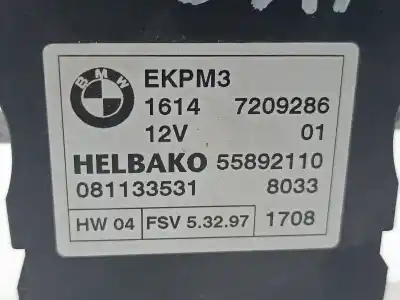 BMW
EKPM3
1614 7209286
12V 01
HELBAKO 55892110
081133531 8033
HW 04 FSV 5.32.97 1708